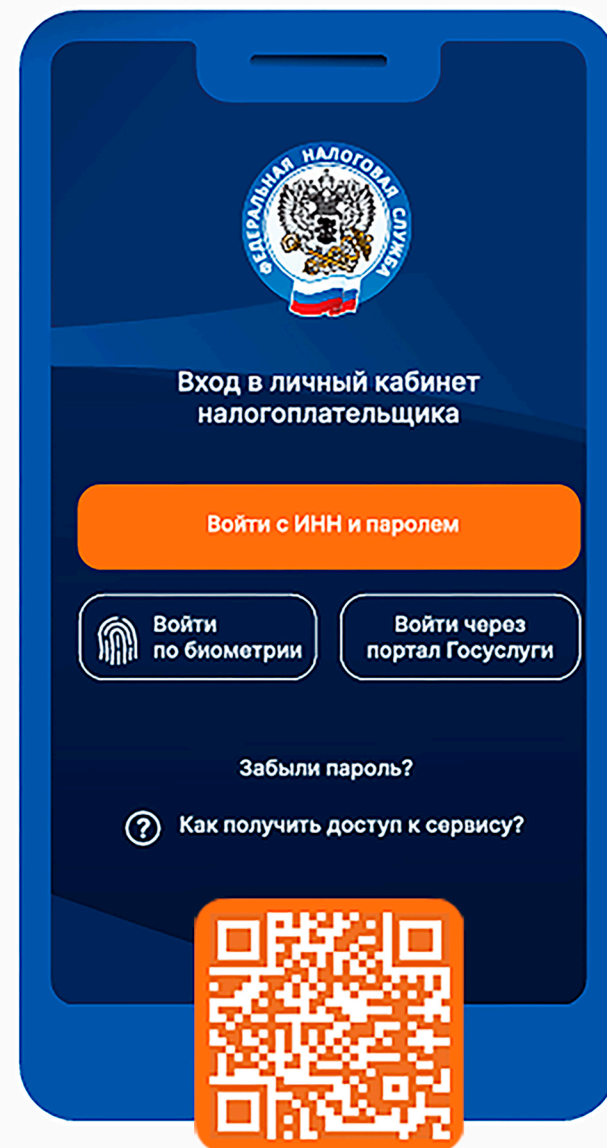 ФЕДЕРАЛЬНАЯ НАЛОГОВАЯ СЛУЖБА
Вход в личный кабинет
налогоплательщика
Войти с ИНН и паролем
Войти
по биометрии
Войти через
портал Госуслуги
Забыли пароль?
? Как получить доступ к сервису?